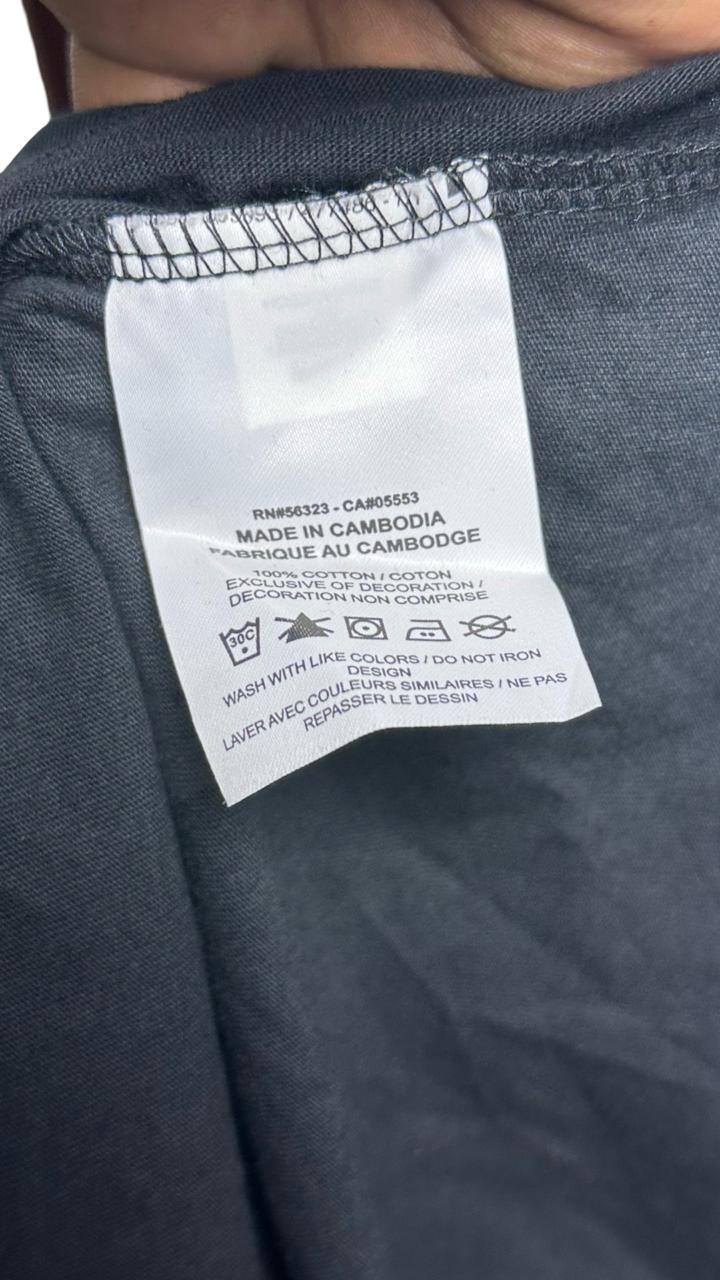 RN#56323 - CA#05553
MADE IN CAMBODIA
FABRIQUE AU CAMBODGE
100% COTTON / COTON
EXCLUSIVE OF DECORATION /
DECORATION NON COMPRISE
30C
WASH WITH LIKE COLORS / DO NOT IRON
DESIGN
LAVER AVEC COULEURS SIMILAIRES / NE PAS
REPASSER LE DESSIN